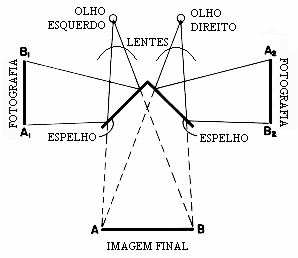 OLHO
ESQUERDO
OLHO
DIREITO
LENTES
B1
A2
FOTOGRAFIA
FOTOGRAFIA
A1
B2
ESPELHO
ESPELHO
A
B
IMAGEM FINAL